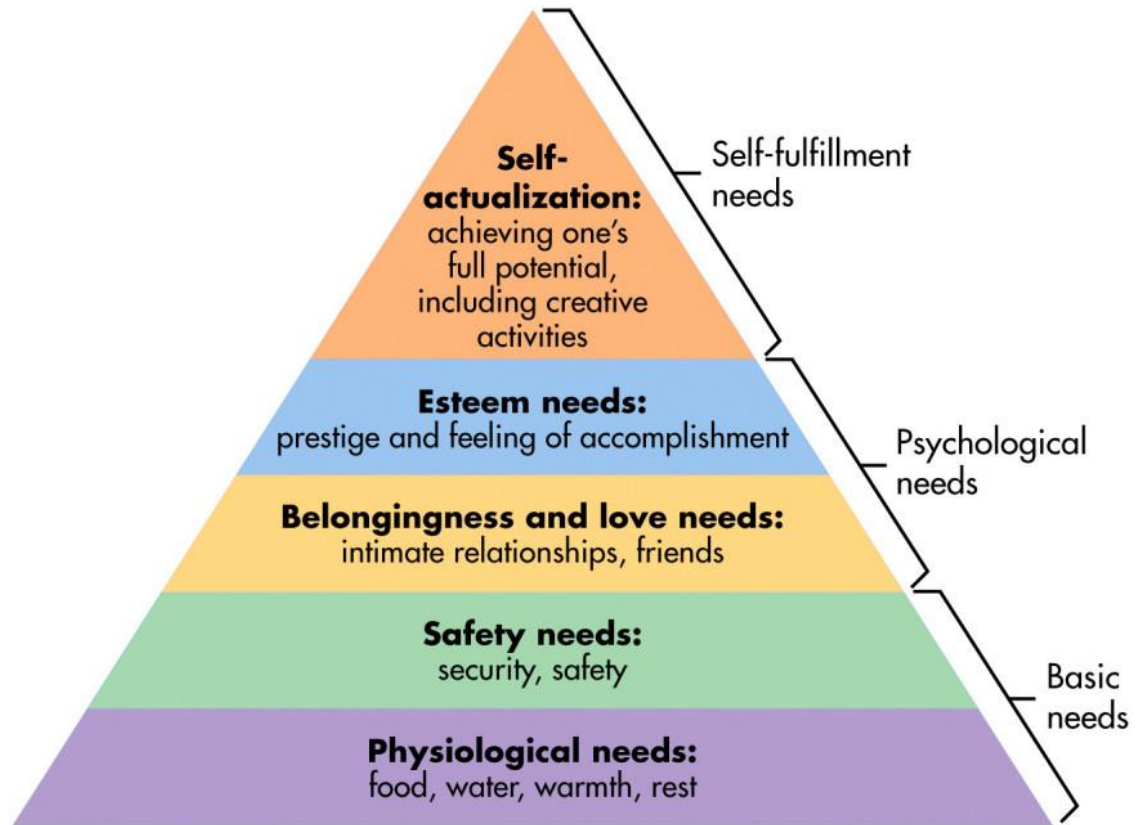 Self-
actualization:
achieving one's
full potential,
including creative
activities
Self-fulfillment
needs
Esteem needs:
prestige and feeling of accomplishment
Psychological
needs
Belongingness and love needs:
intimate relationships, friends
Safety needs:
security, safety
Basic
needs
Physiological needs:
food, water, warmth, rest